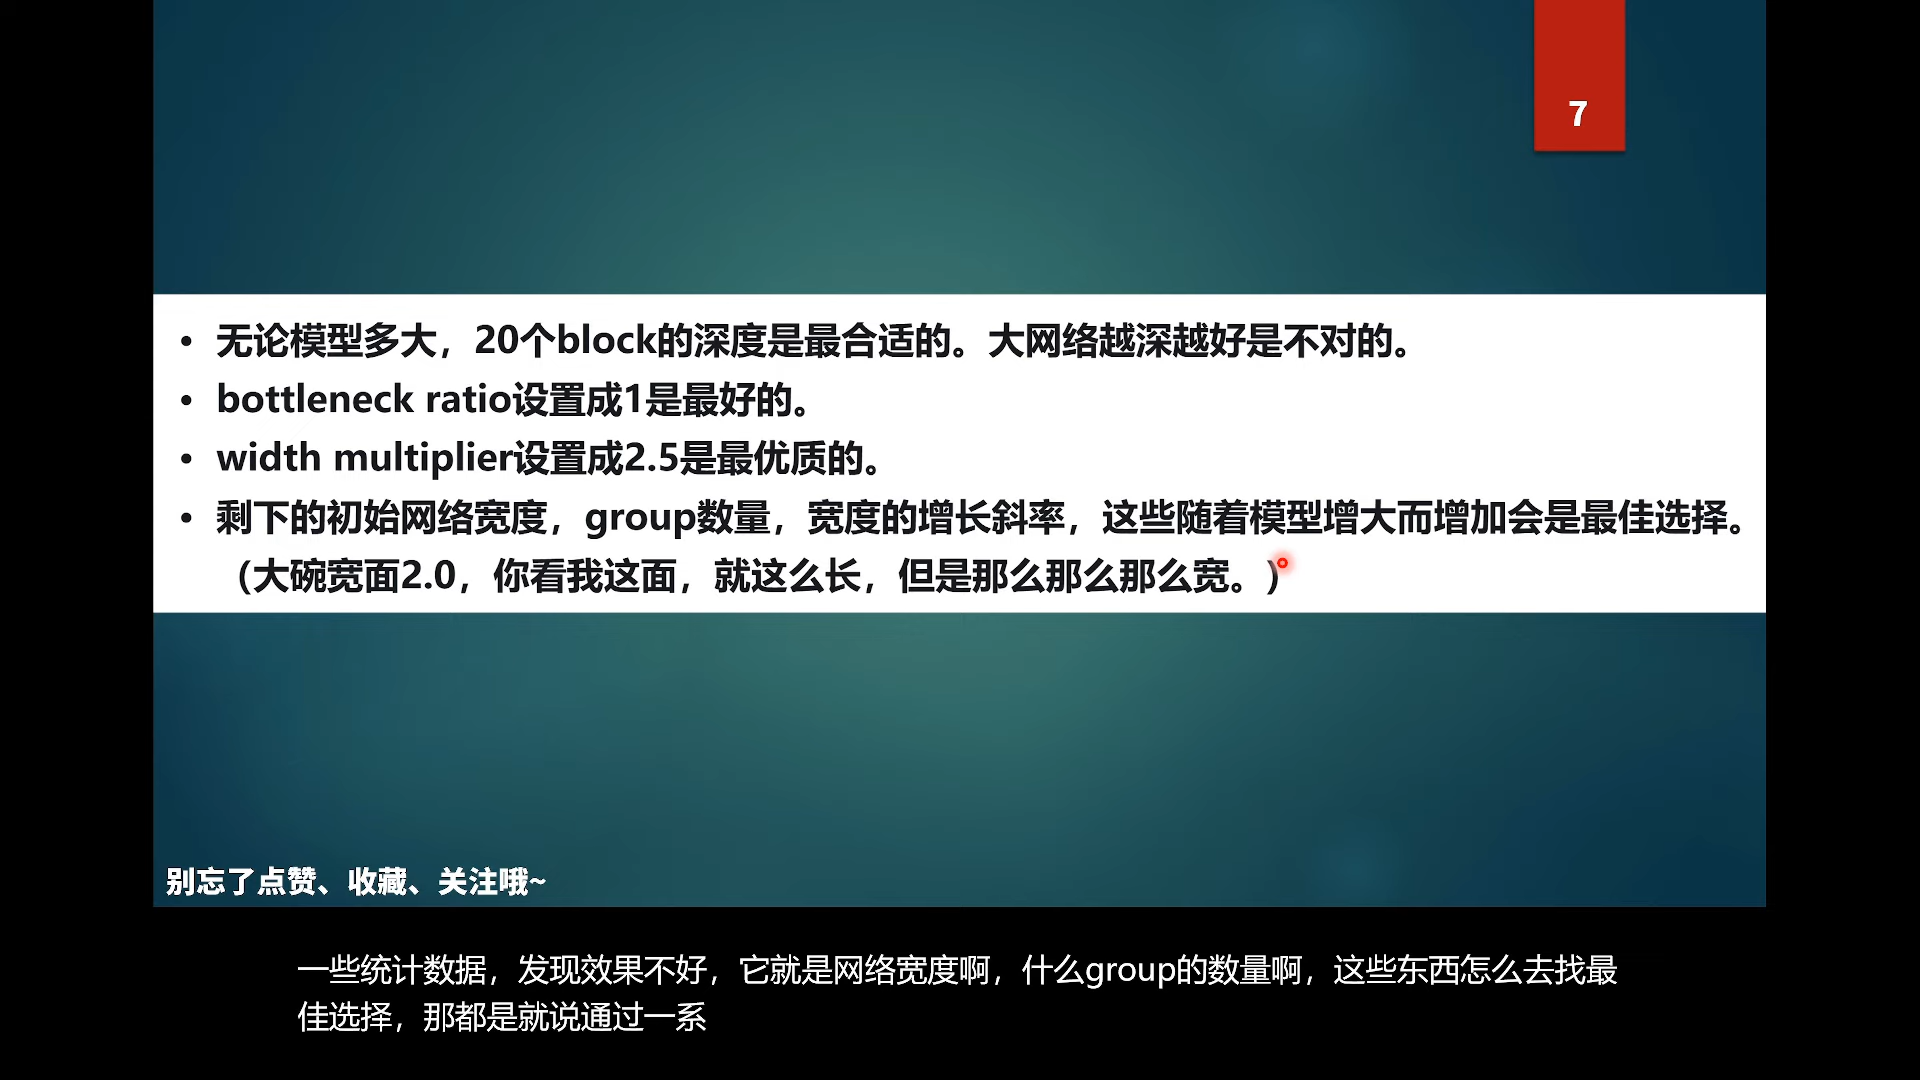 7
• 无论模型多大，20个block的深度是最合适的。大网络越深越好是不对的。
• bottleneck ratio设置成1是最好的。
• width multiplier设置成2.5是最优质的。
• 剩下的初始网络宽度，group数量，宽度的增长斜率，这些随着模型增大而增加会是最佳选择。
（大碗宽面2.0，你看我这面，就这么长，但是那么那么那么宽。）
别忘了点赞、收藏、关注哦~
一些统计数据，发现效果不好，它就是网络宽度啊，什么group的数量啊，这些东西怎么去找最
佳选择，那都是就说通过一系